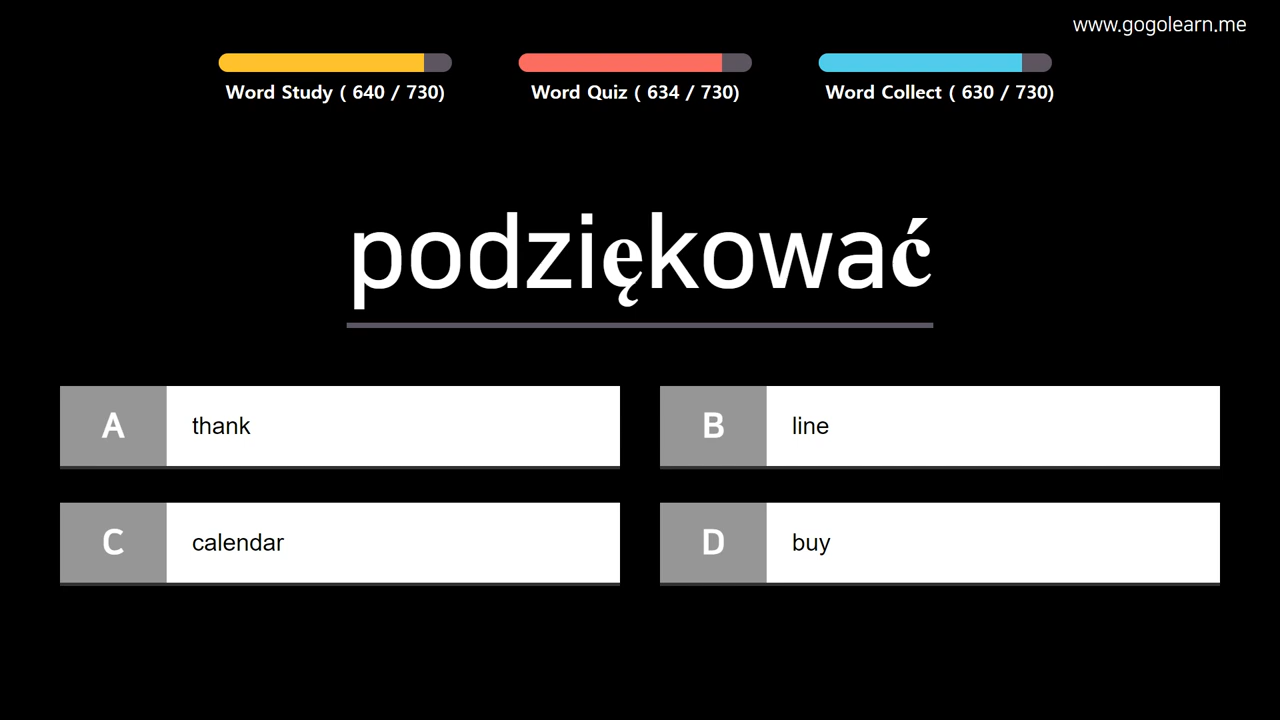 www.gogolearn.me
Word Study ( 640 / 730)
Word Quiz ( 634 / 730)
Word Collect ( 630 / 730)
podziękować
A thank
B line
C calendar
D buy